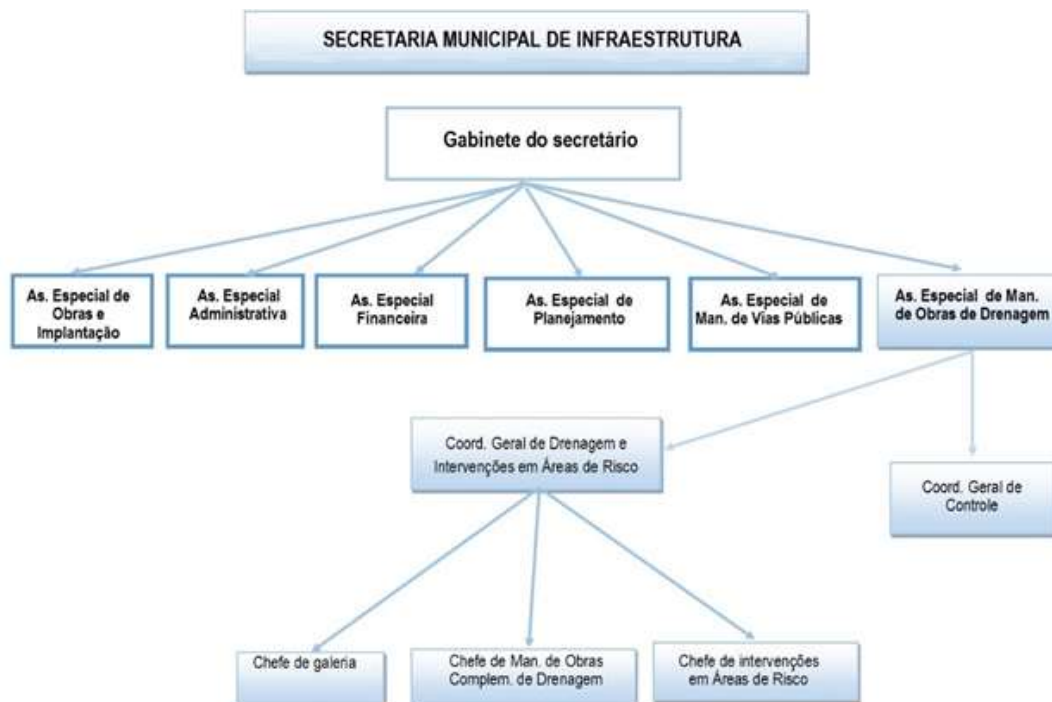 SECRETARIA MUNICIPAL DE INFRAESTRUTURA
Gabinete do secretário
As. Especial de
Obras e
Implantação
As. Especial
Administrativa
As. Especial
Financeira
As. Especial de
Planejamento
As. Especial de
Man. de Vias Públicas
As. Especial de Man.
de Obras de Drenagem
Coord. Geral de Drenagem e
Intervenções em Áreas de Risco
Coord. Geral de
Controle
Chefe de galeria
Chefe de Man. de Obras
Complem. de Drenagem
Chefe de intervenções
em Áreas de Risco